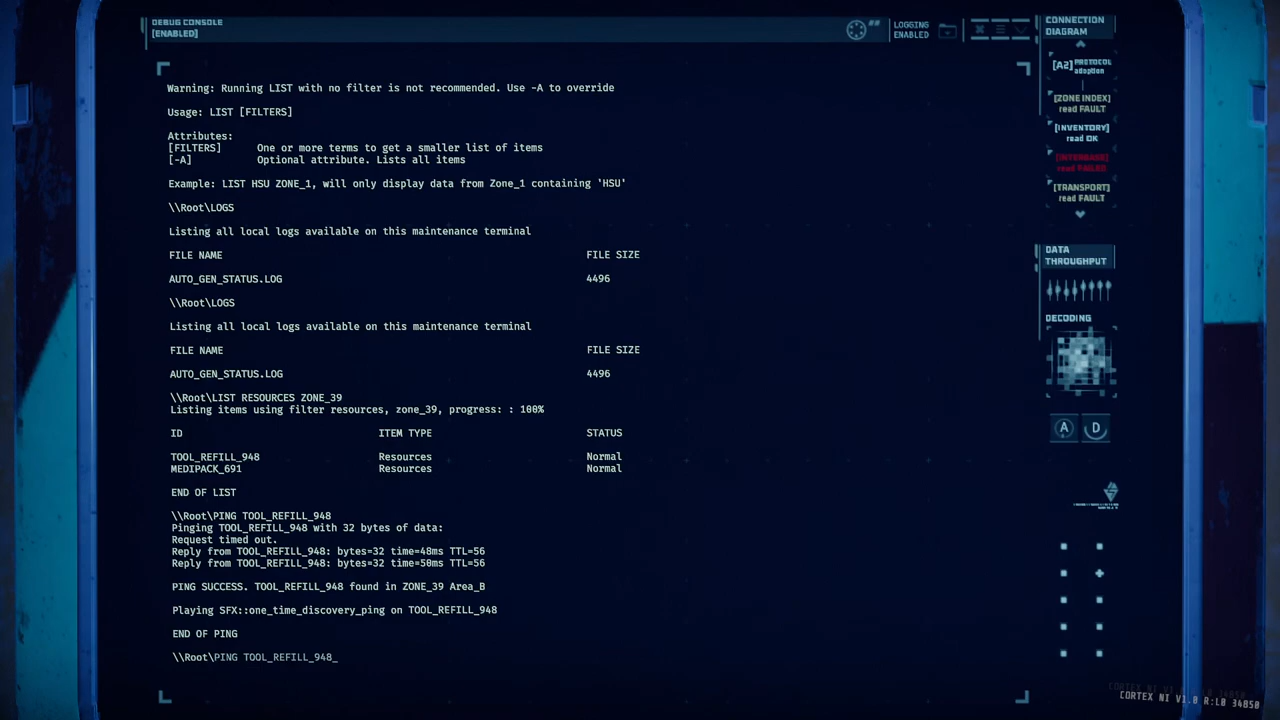 DEBUG CONSOLE
[ENABLED]
LOGGING
ENABLED
Warning: Running LIST with no filter is not recommended. Use -A to override
Usage: LIST [FILTERS]
Attributes:
[FILTERS] One or more terms to get a smaller list of items
[-A] Optional attribute. Lists all items
Example: LIST HSU ZONE_1, will only display data from Zone_1 containing 'HSU'
\\Root\LOGS
Listing all local logs available on this maintenance terminal
FILE NAME FILE SIZE
AUTO_GEN_STATUS.LOG 4496
\\Root\LOGS
Listing all local logs available on this maintenance terminal
FILE NAME FILE SIZE
AUTO_GEN_STATUS.LOG 4496
\\Root\LIST RESOURCES ZONE_39
Listing items using filter resources, zone_39, progress: : 100%
ID ITEM TYPE STATUS
TOOL_REFILL_948 Resources Normal
MEDIPACK_691 Resources Normal
END OF LIST
\\Root\PING TOOL_REFILL_948
Pinging TOOL_REFILL_948 with 32 bytes of data:
Request timed out.
Reply from TOOL_REFILL_948: bytes=32 time=48ms TTL=56
Reply from TOOL_REFILL_948: bytes=32 time=50ms TTL=56
PING SUCCESS. TOOL_REFILL_948 found in ZONE_39 Area_B
Playing SFX::one_time_discovery_ping on TOOL_REFILL_948
END OF PING
\\Root\PING TOOL_REFILL_948_
CONNECTION
DIAGRAM
[A2] PROTOCOL
adoption
[ZONE INDEX]
read FAULT
[INVENTORY]
read OK
read FAILED
[TRANSPORT]
read FAULT
DATA
THROUGHPUT
DECODING
A D
CORTEX NI V1.0 R:L0 34850